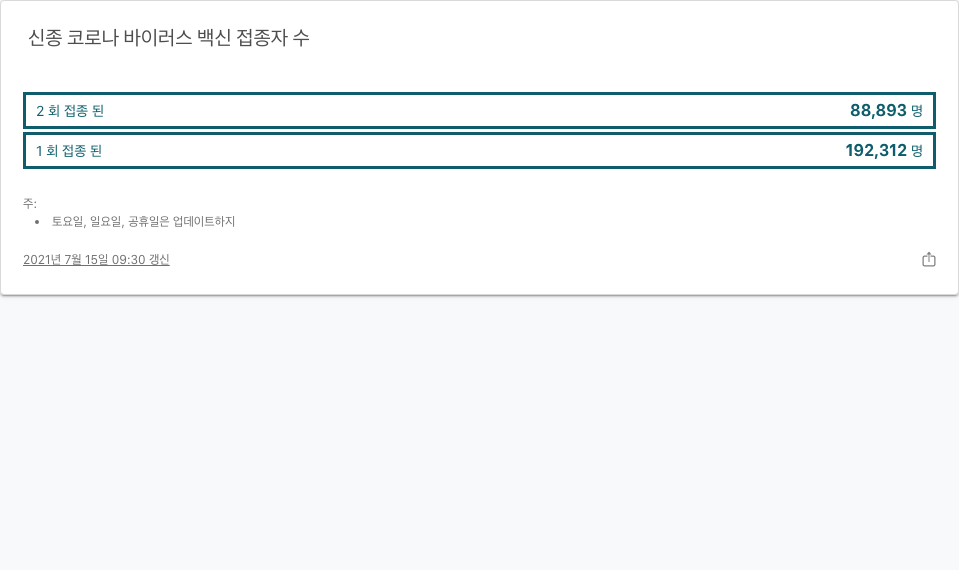 신종 코로나 바이러스 백신 접종자 수
2 회 접종 된 88,893 명
1 회 접종 된 192,312 명
주:
• 토요일, 일요일, 공휴일은 업데이트하지
2021년 7월 15일 09:30 갱신